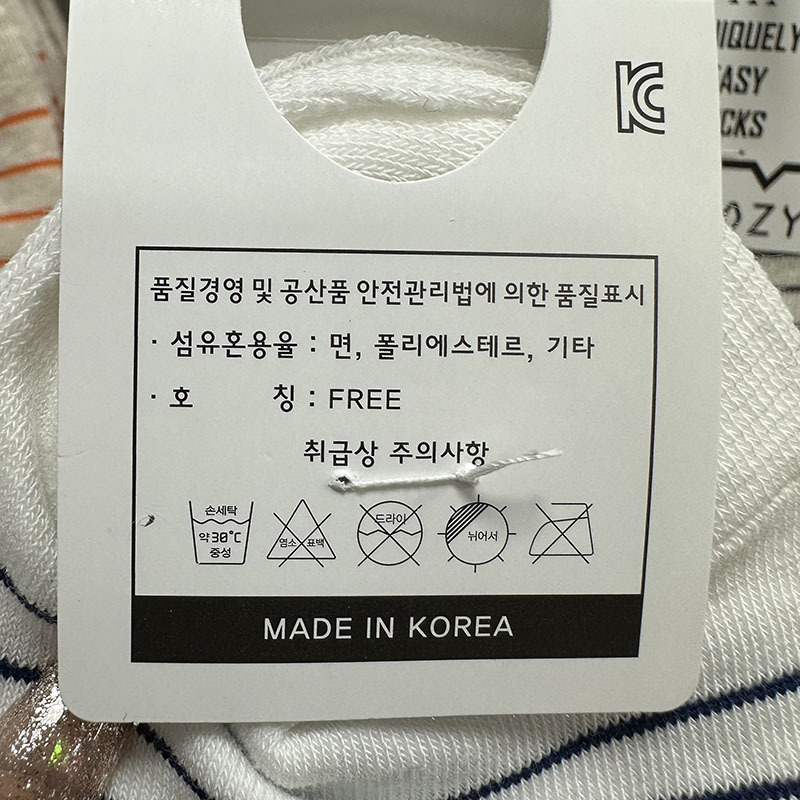 KC
IQUELY
ASY
CKS
OZY
품질경영 및 공산품 안전관리법에 의한 품질표시
· 섬유혼용율 : 면, 폴리에스테르, 기타
· 호 칭 : FREE
취급상 주의사항
손세탁
약30°C
중성
염소 표백
드라이
뉘어서
MADE IN KOREA